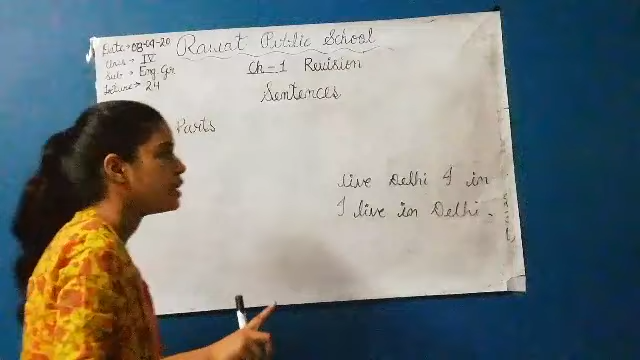 Date → 08-09-20
Class → IV
Sub → Eng Gr
Lecture → 24
Rawat Public School
Ch-1 Revision
Sentences
Parts
live Delhi I in
I live in Delhi.